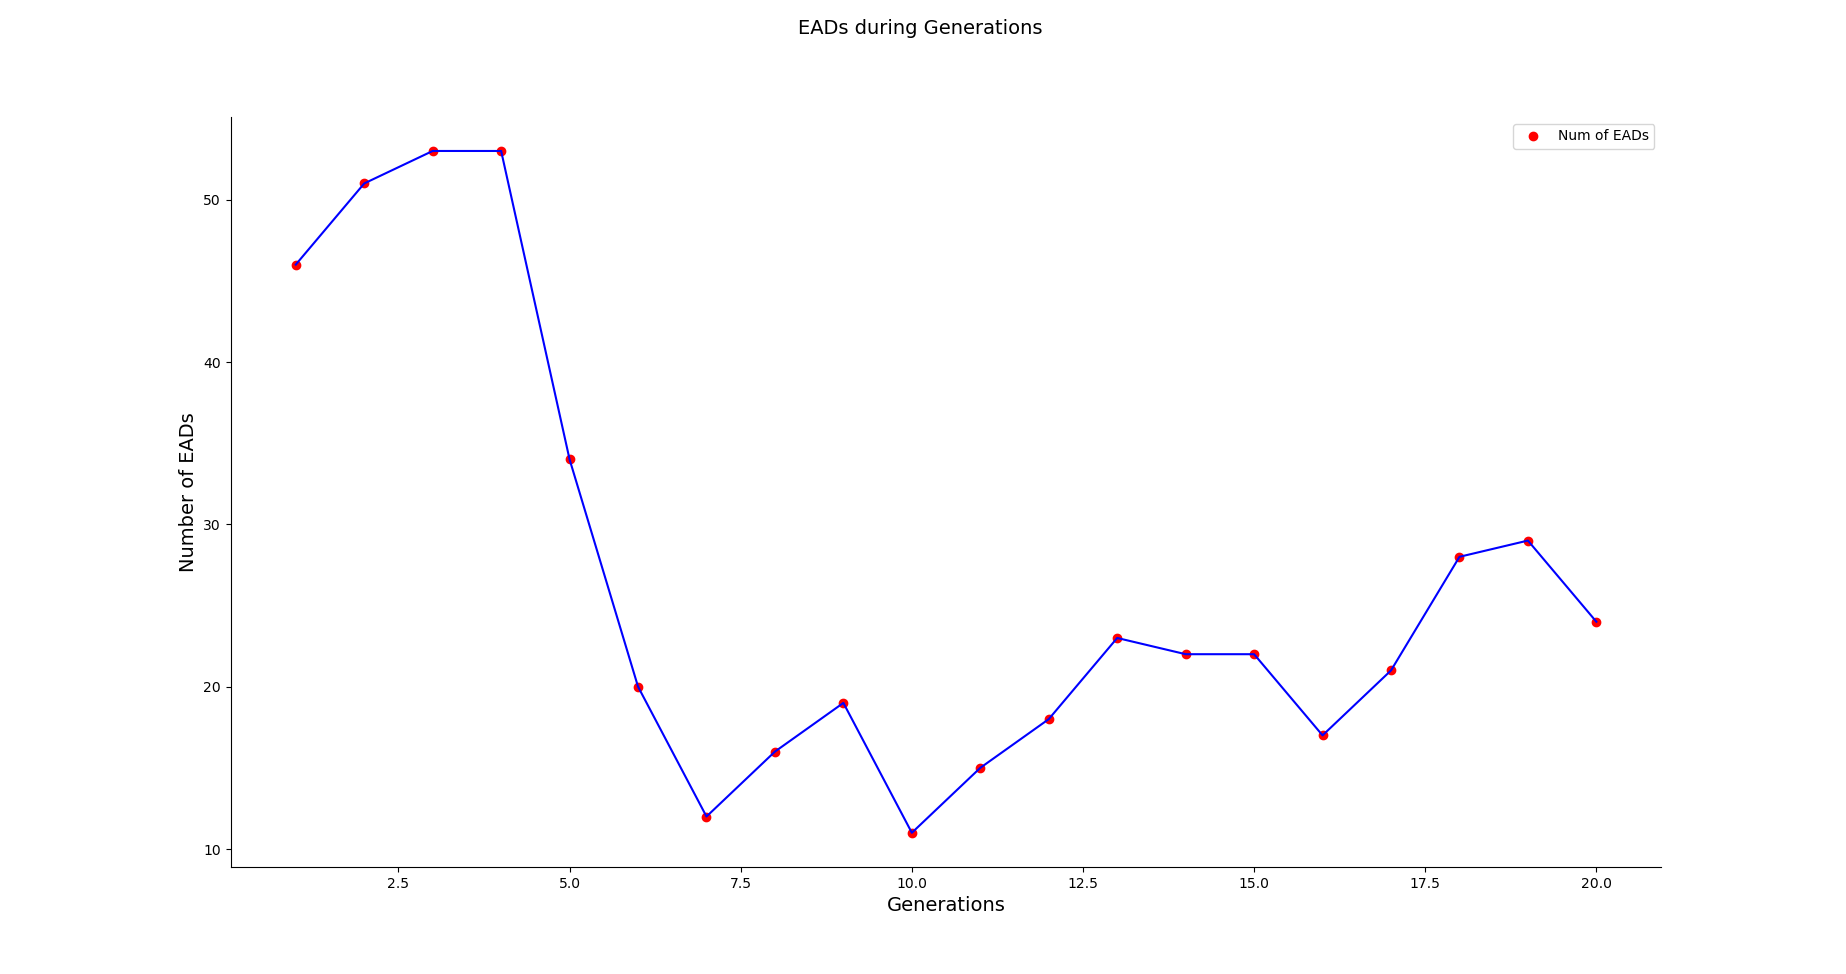 EADs during Generations
Num of EADs
50
40
30
20
10
Number of EADs
2.5 5.0 7.5 10.0 12.5 15.0 17.5 20.0
Generations